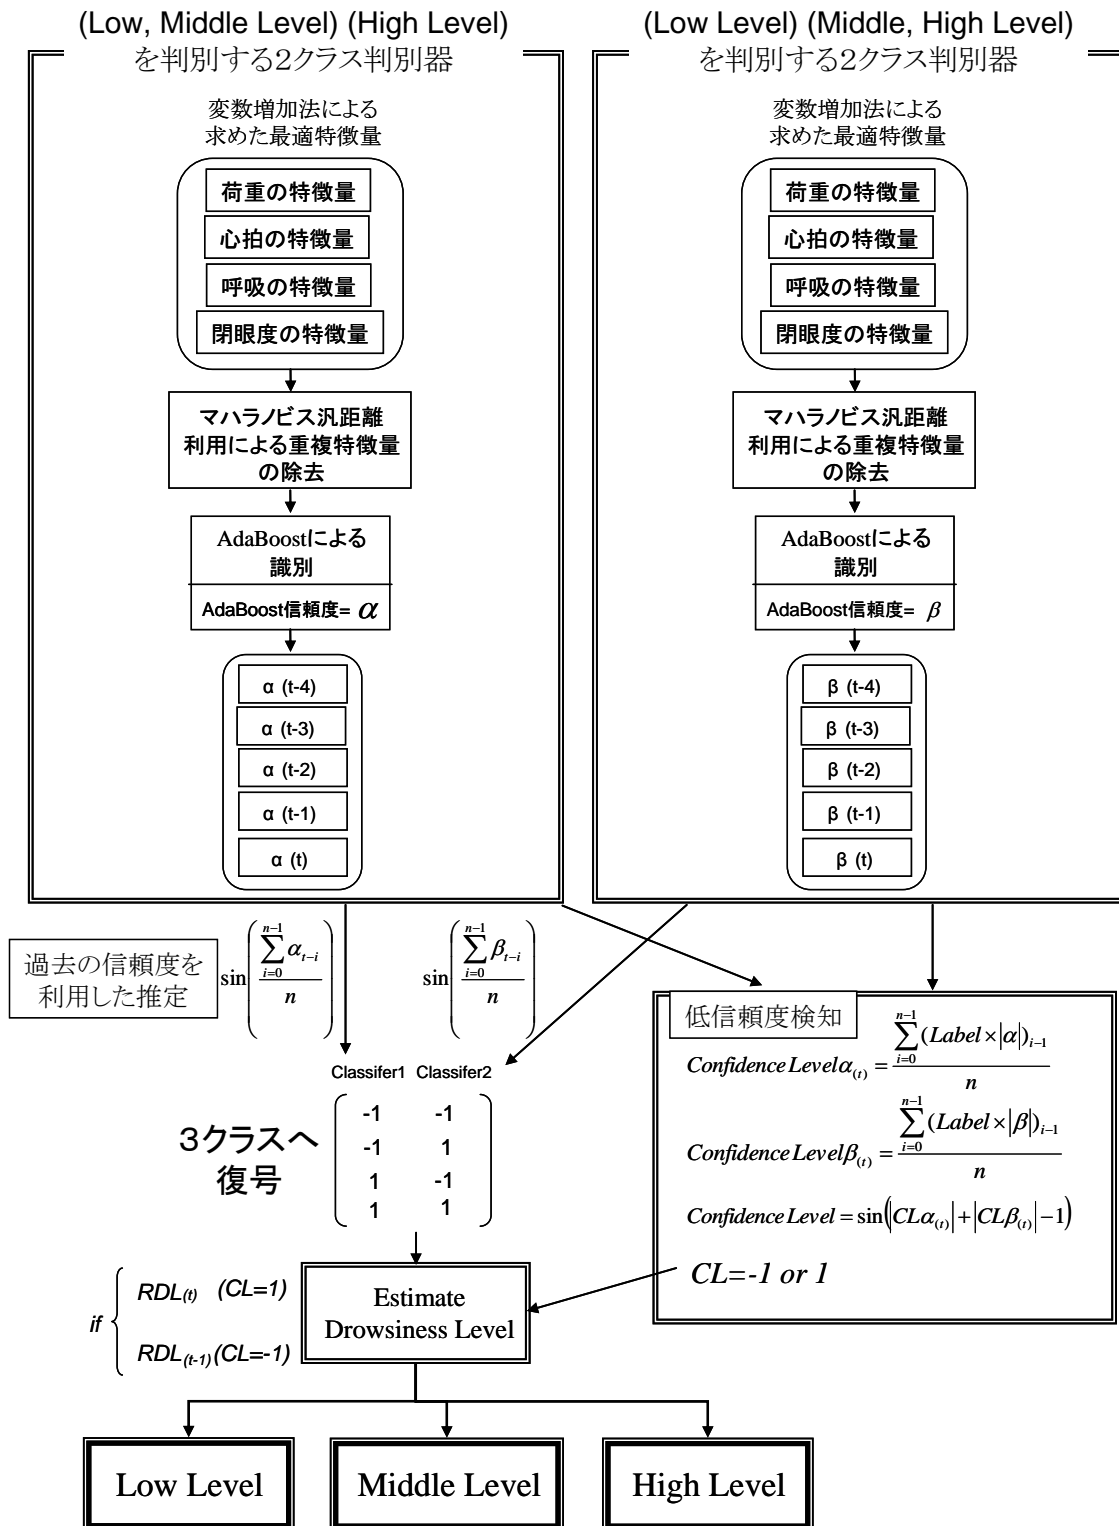 (Low, Middle Level) (High Level)
を判別する2クラス判別器
変数増加法による
求めた最適特徴量
荷重の特徴量
心拍の特徴量
呼吸の特徴量
閉眼度の特徴量
マハラノビス汎距離
利用による重複特徴量
の除去
AdaBoostによる
識別
AdaBoost信頼度= α
α (t-4)
α (t-3)
α (t-2)
α (t-1)
α (t)
(Low Level) (Middle, High Level)
を判別する2クラス判別器
変数増加法による
求めた最適特徴量
荷重の特徴量
心拍の特徴量
呼吸の特徴量
閉眼度の特徴量
マハラノビス汎距離
利用による重複特徴量
の除去
AdaBoostによる
識別
AdaBoost信頼度= β
β (t-4)
β (t-3)
β (t-2)
β (t-1)
β (t)
過去の信頼度を
利用した推定
sin(∑_{i=0}^{n-1} α_{t-i} / n)
sin(∑_{i=0}^{n-1} β_{t-i} / n)
低信頼度検知
Confidence Level α_{(t)} = ∑_{i=0}^{n-1} (Label×|α|)_{i-1} / n
Confidence Level β_{(t)} = ∑_{i=0}^{n-1} (Label×|β|)_{i-1} / n
Confidence Level = sin(|CLα_{(t)}|+|CLβ_{(t)}|−1)
CL=-1 or 1
Classifer1 Classifer2
-1 -1
-1 1
1 -1
1 1
3クラスへ
復号
if
RDL(t) (CL=1)
RDL(t-1)(CL=-1)
Estimate
Drowsiness Level
Low Level
Middle Level
High Level